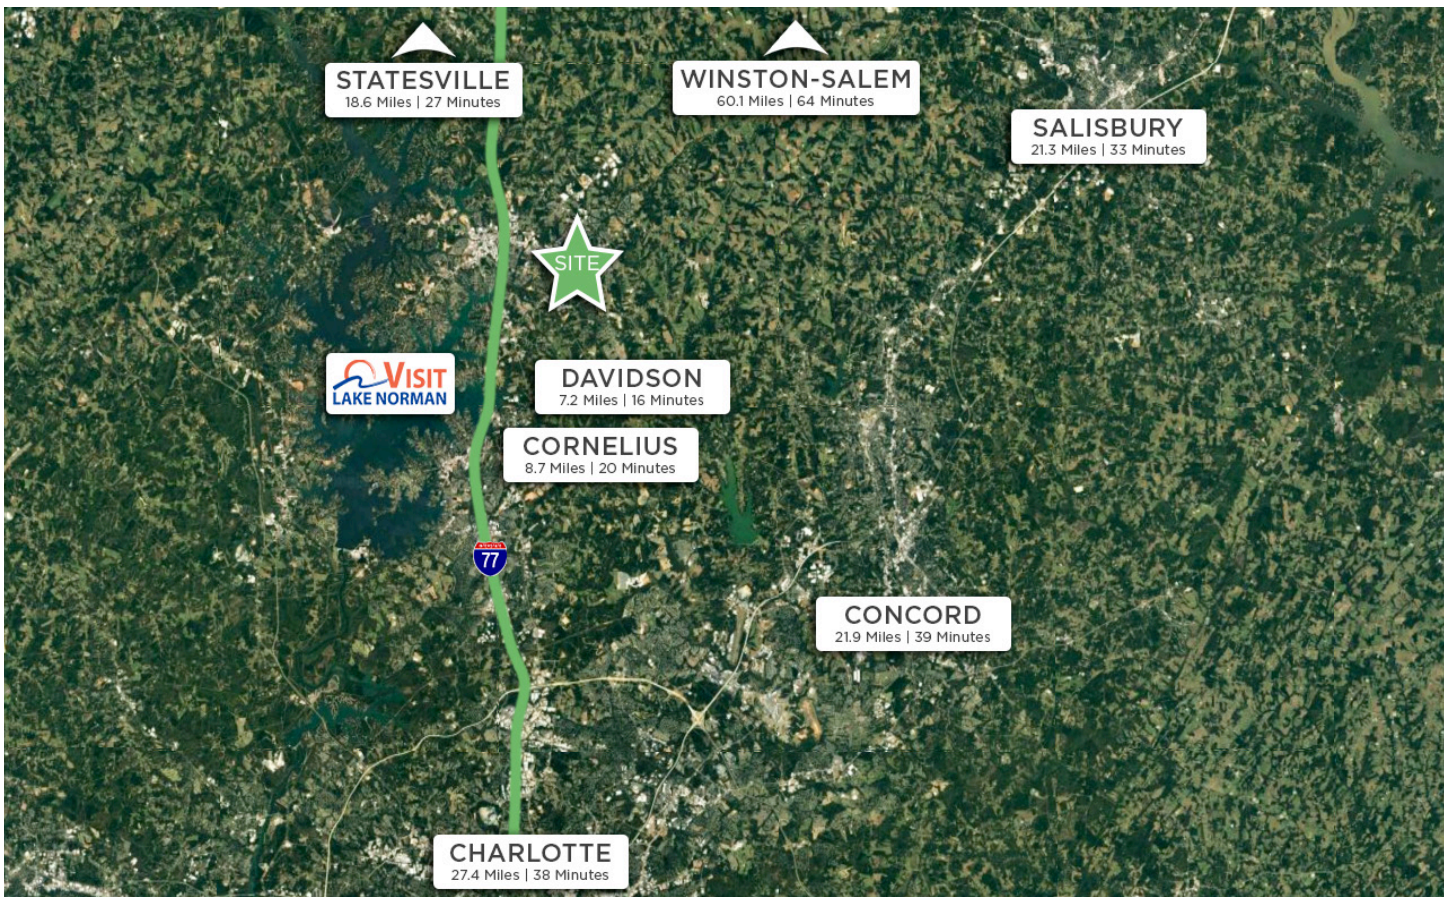 STATESVILLE
18.6 Miles | 27 Minutes
WINSTON-SALEM
60.1 Miles | 64 Minutes
SALISBURY
21.3 Miles | 33 Minutes
SITE
VISIT
LAKE NORMAN
DAVIDSON
7.2 Miles | 16 Minutes
CORNELIUS
8.7 Miles | 20 Minutes
INTERSTATE
77
CONCORD
21.9 Miles | 39 Minutes
CHARLOTTE
27.4 Miles | 38 Minutes